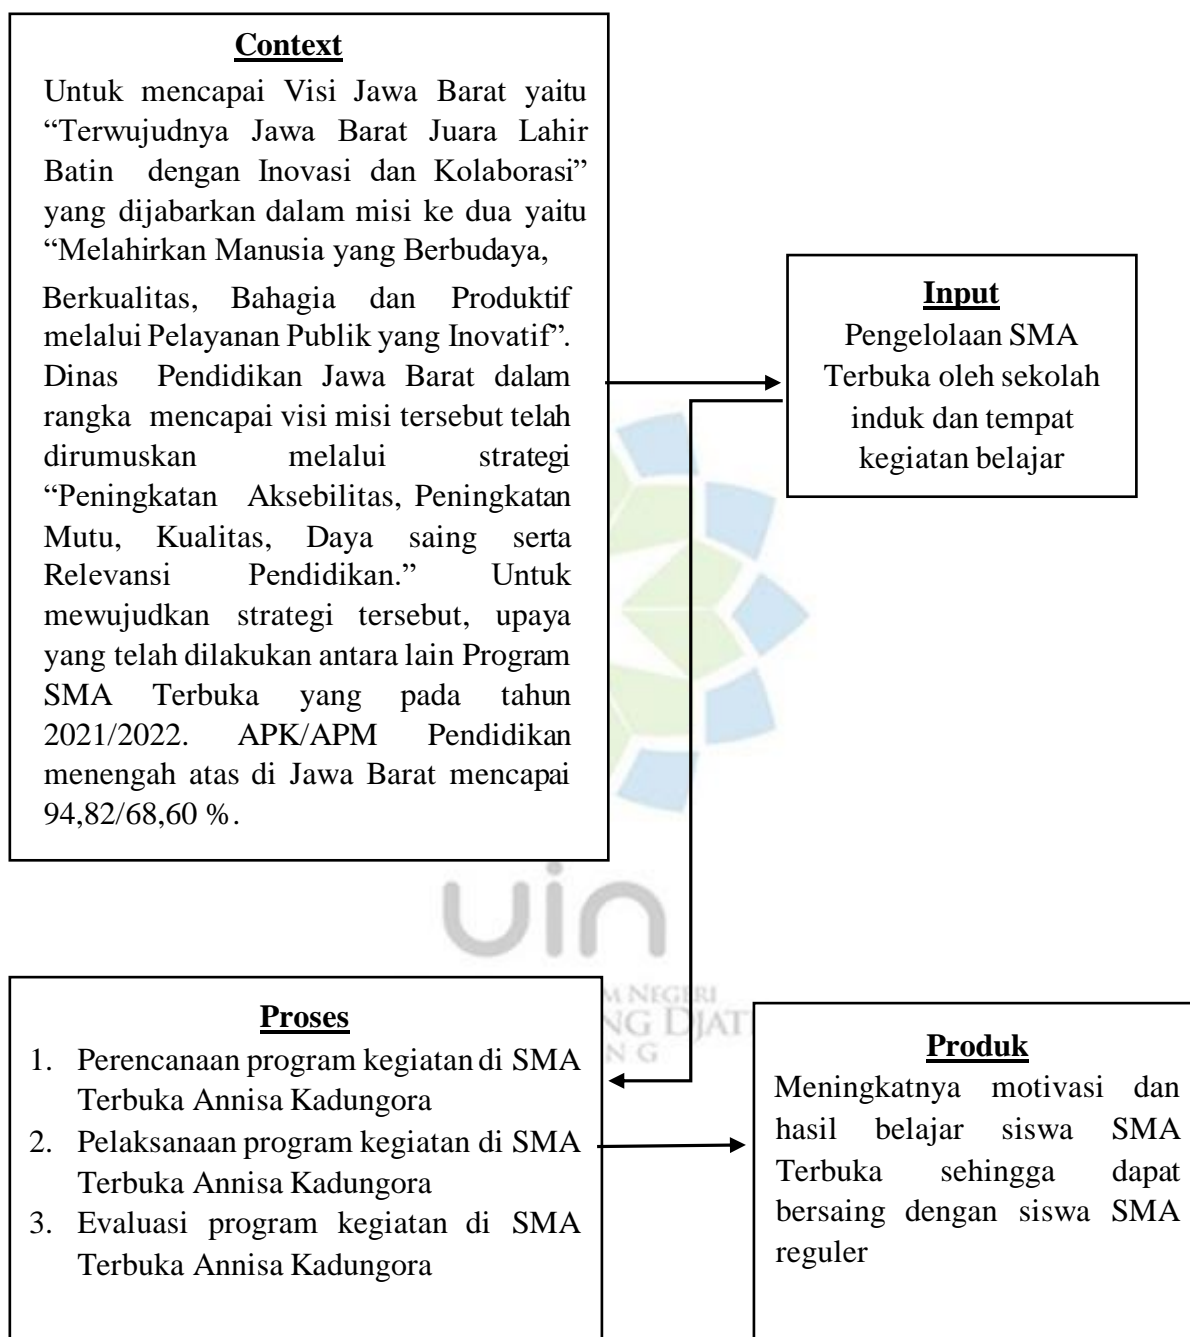 Context
Untuk mencapai Visi Jawa Barat yaitu
“Terwujudnya Jawa Barat Juara Lahir
Batin dengan Inovasi dan Kolaborasi”
yang dijabarkan dalam misi ke dua yaitu
“Melahirkan Manusia yang Berbudaya,
Berkualitas, Bahagia dan Produktif
melalui Pelayanan Publik yang Inovatif”.
Dinas Pendidikan Jawa Barat dalam
rangka mencapai visi misi tersebut telah
dirumuskan melalui strategi
“Peningkatan Aksebilitas, Peningkatan
Mutu, Kualitas, Daya saing serta
Relevansi Pendidikan.” Untuk
mewujudkan strategi tersebut, upaya
yang telah dilakukan antara lain Program
SMA Terbuka yang pada tahun
2021/2022. APK/APM Pendidikan
menengah atas di Jawa Barat mencapai
94,82/68,60 %.
Input
Pengelolaan SMA
Terbuka oleh sekolah
induk dan tempat
kegiatan belajar
uin
M NEGERI
NG DJAT
N G
Proses
1. Perencanaan program kegiatan di SMA
Terbuka Annisa Kadungora
2. Pelaksanaan program kegiatan di SMA
Terbuka Annisa Kadungora
3. Evaluasi program kegiatan di SMA
Terbuka Annisa Kadungora
Produk
Meningkatnya motivasi dan
hasil belajar siswa SMA
Terbuka sehingga dapat
bersaing dengan siswa SMA
reguler